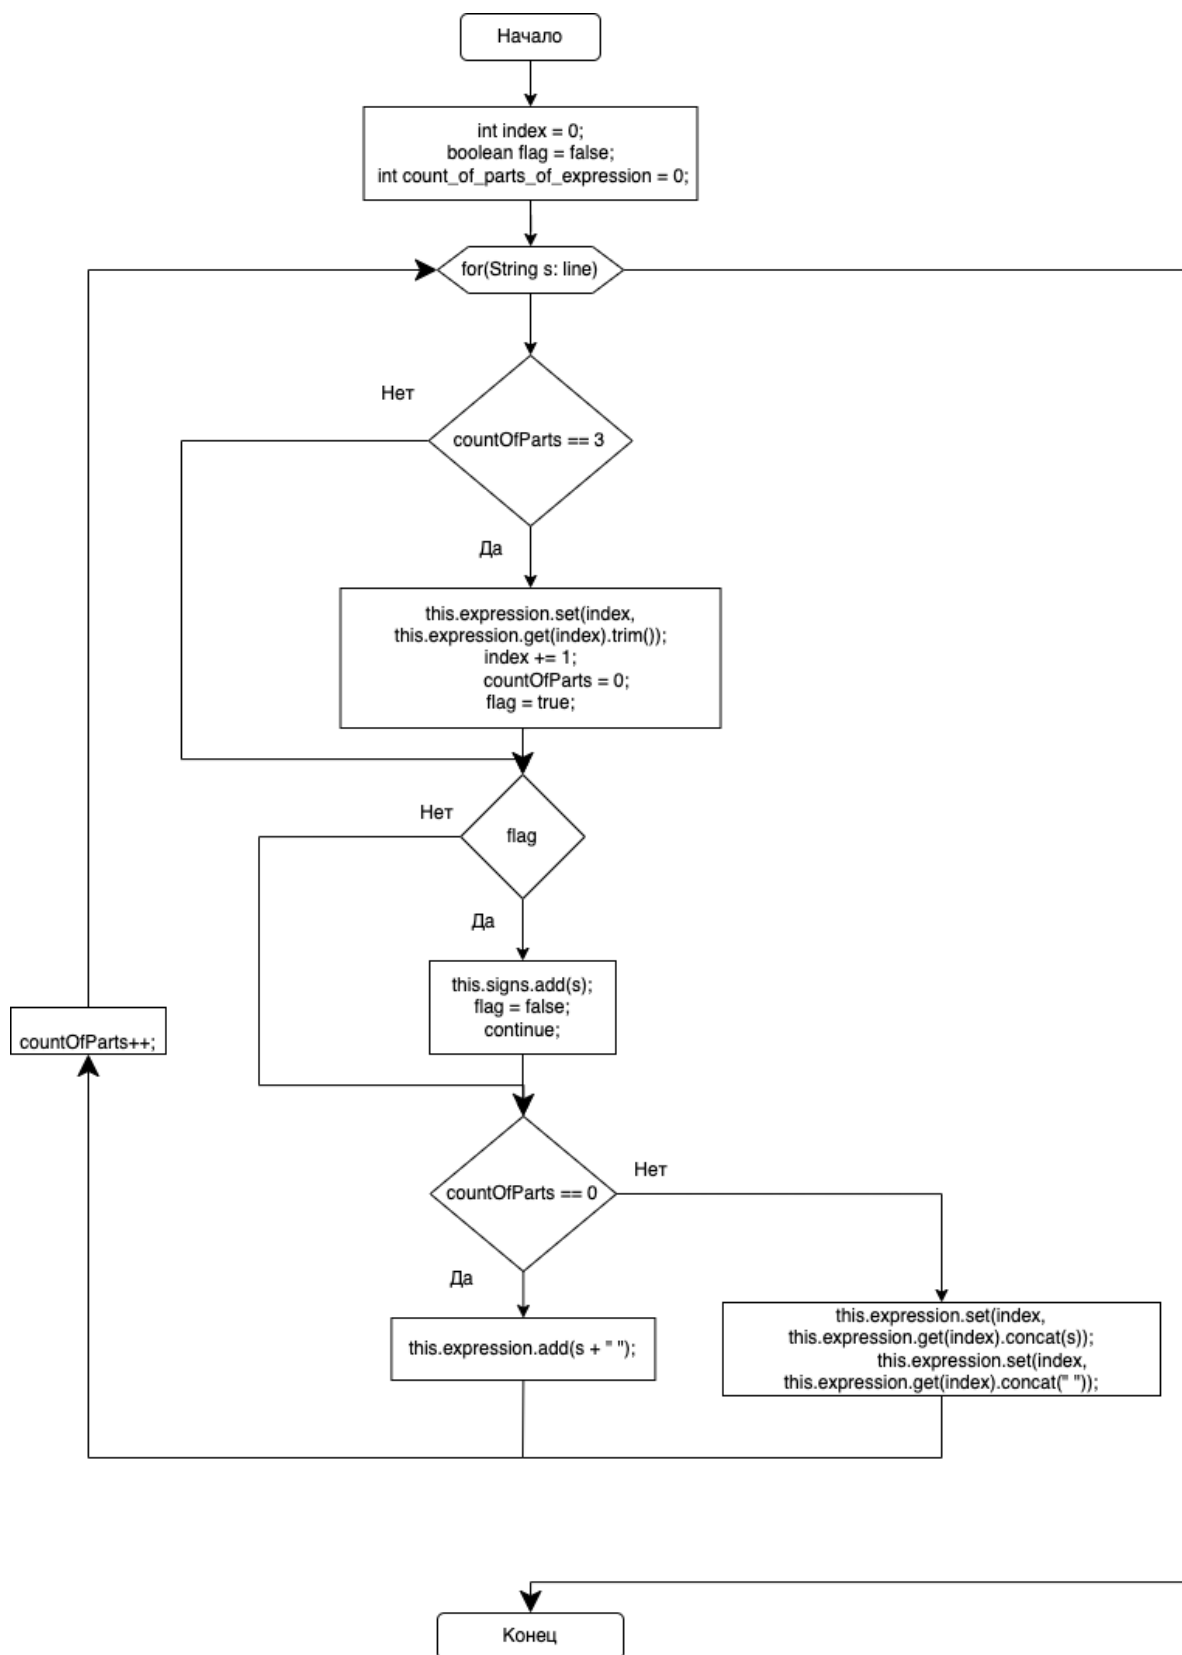 Начало
int index = 0;
boolean flag = false;
int count_of_parts_of_expression = 0;
for(String s: line)
Нет
countOfParts == 3
Да
this.expression.set(index,
this.expression.get(index).trim());
index += 1;
countOfParts = 0;
flag = true;
Нет
flag
Да
this.signs.add(s);
flag = false;
continue;
countOfParts++;
Нет
countOfParts == 0
Да
this.expression.add(s + " ");
this.expression.set(index,
this.expression.get(index).concat(s));
this.expression.set(index,
this.expression.get(index).concat(" "));
Конец